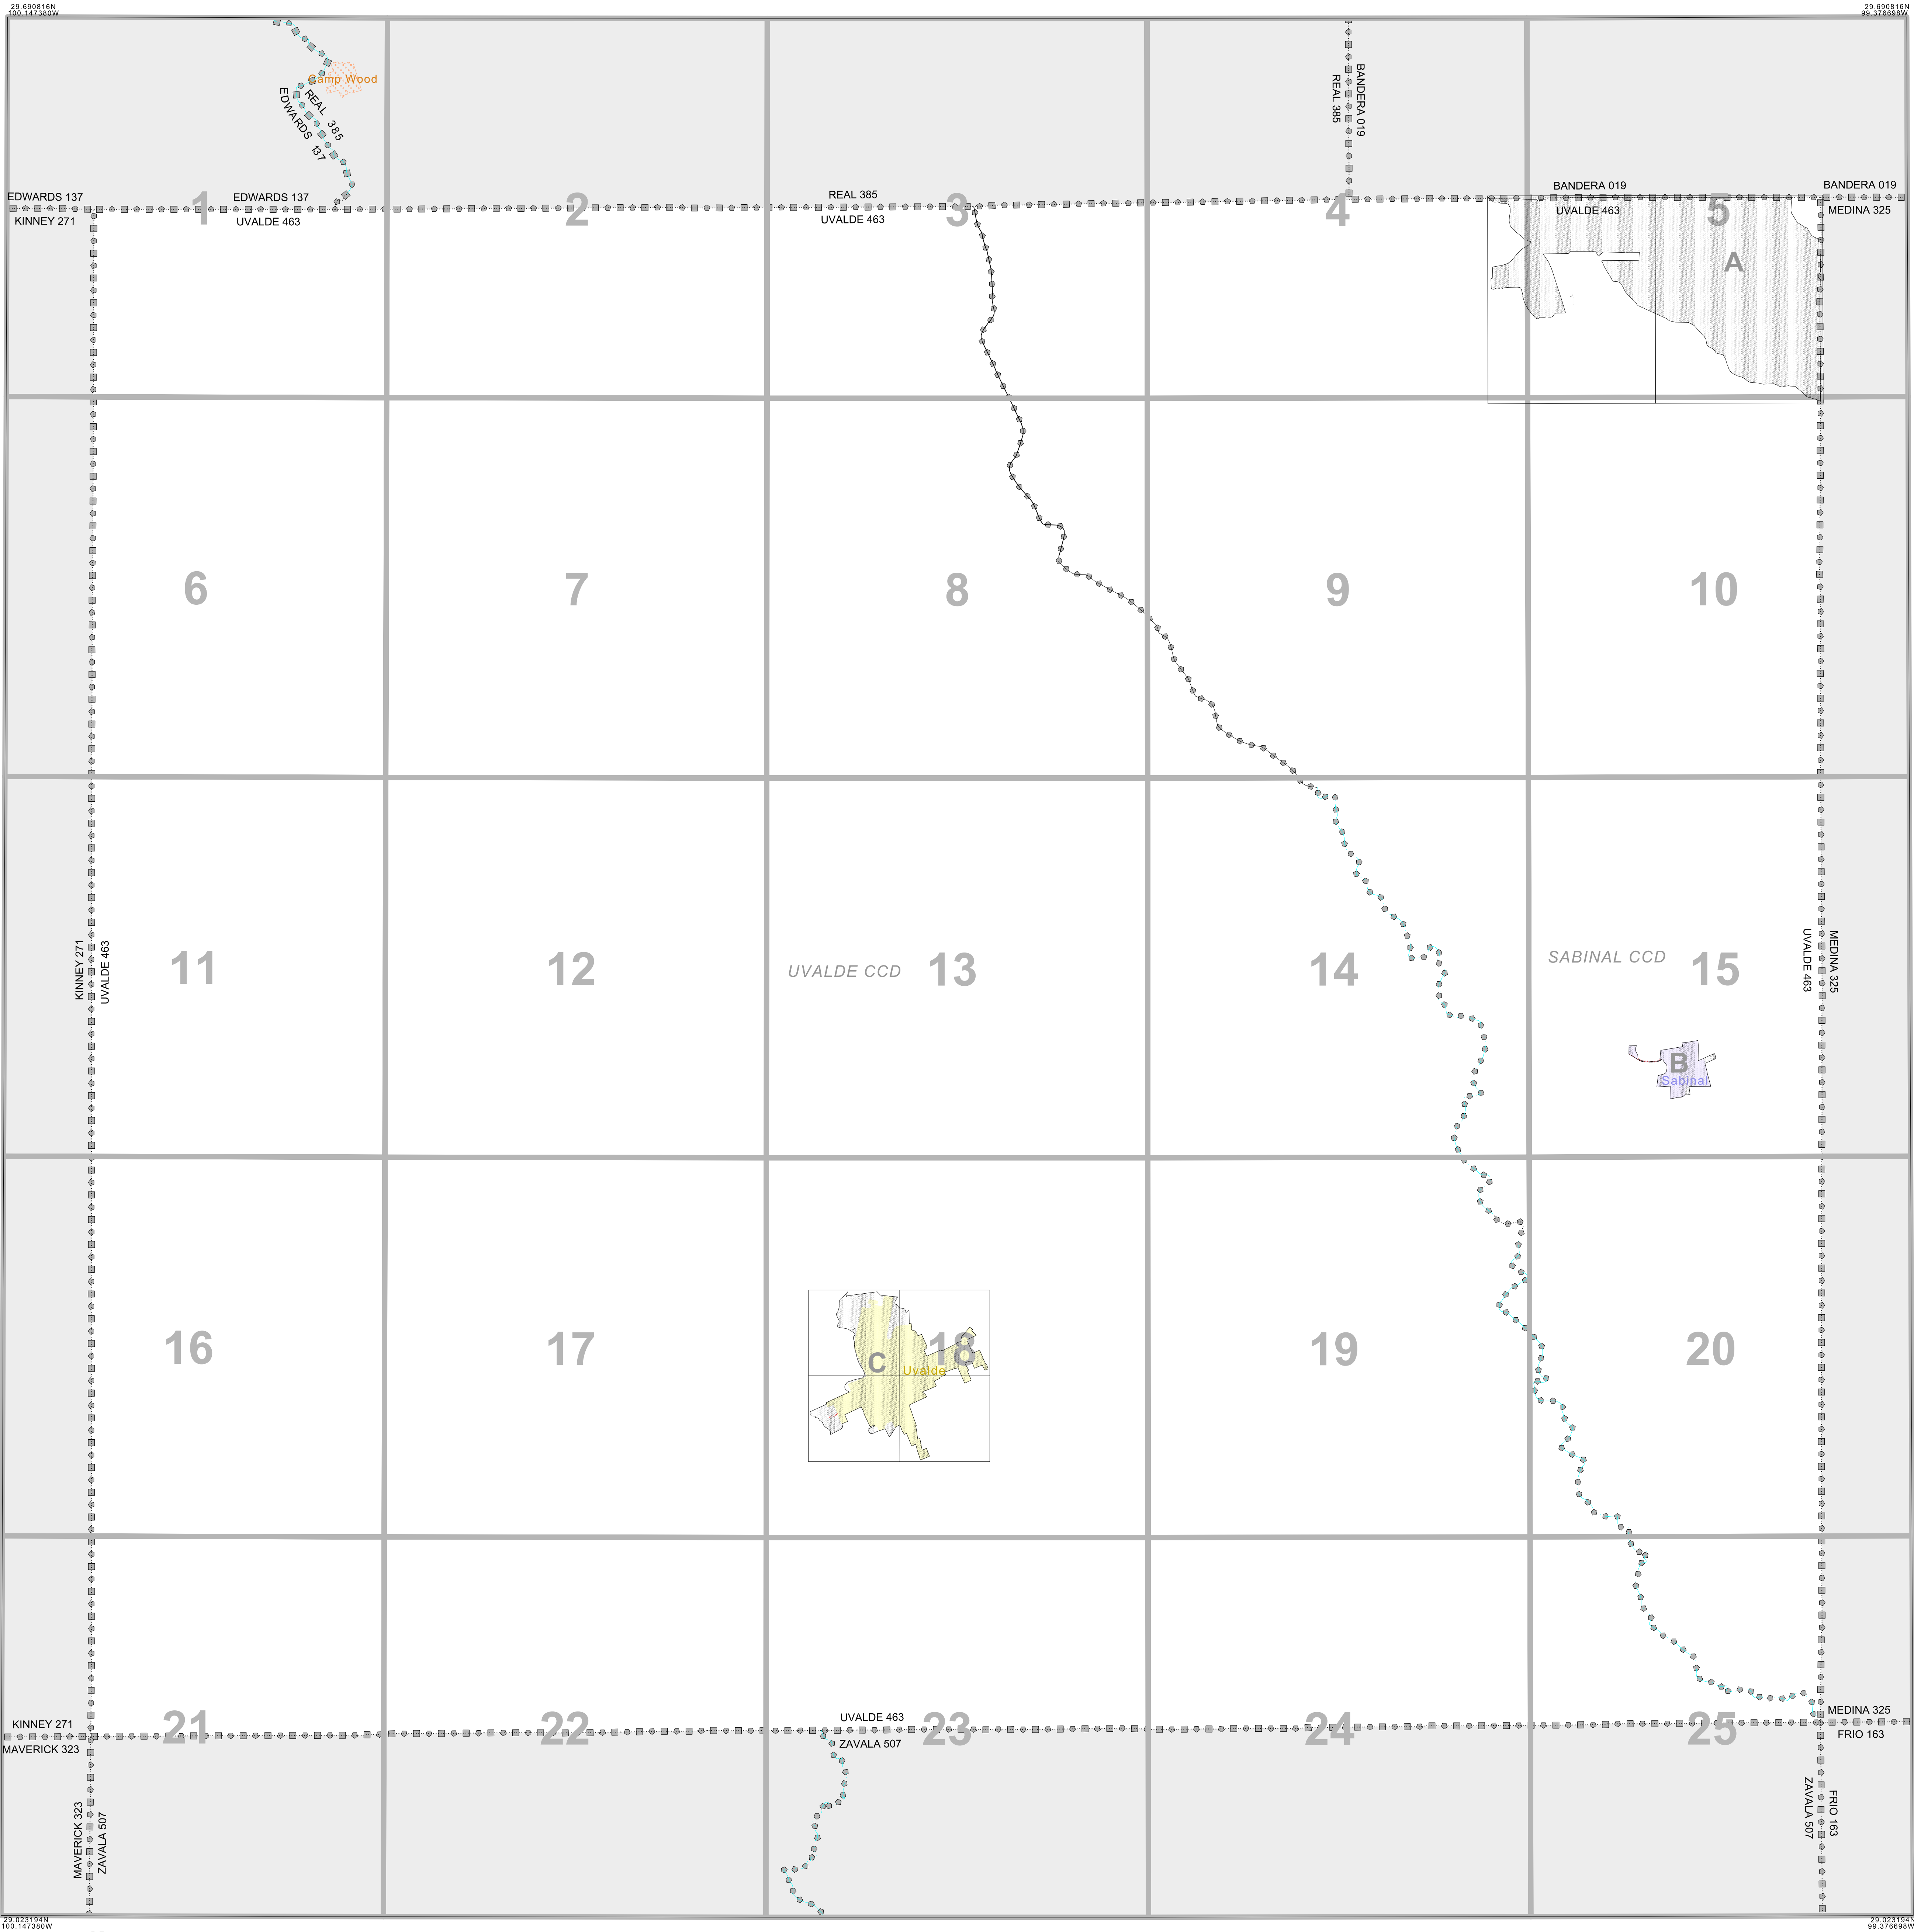 29.690816N
100.147380W
29.690816N
99.376698W
Camp Wood
REAL 385
EDWARDS 137
REAL 385
BANDERA 019
EDWARDS 137
KINNEY 271
1
EDWARDS 137
UVALDE 463
2
REAL 385
UVALDE 463
3
4
BANDERA 019
UVALDE 463
5
BANDERA 019
MEDINA 325
A
1
6
7
8
9
10
KINNEY 271
UVALDE 463
11
12
UVALDE CCD
13
14
SABINAL CCD
15
UVALDE 463
MEDINA 325
B
Sabinal
16
17
C
Uvalde
18
19
20
KINNEY 271
MAVERICK 323
21
22
UVALDE 463
ZAVALA 507
23
24
25
MEDINA 325
FRIO 163
MAVERICK 323
ZAVALA 507
ZAVALA 507
FRIO 163
29.023194N
100.147380W
29.023194N
99.376698W